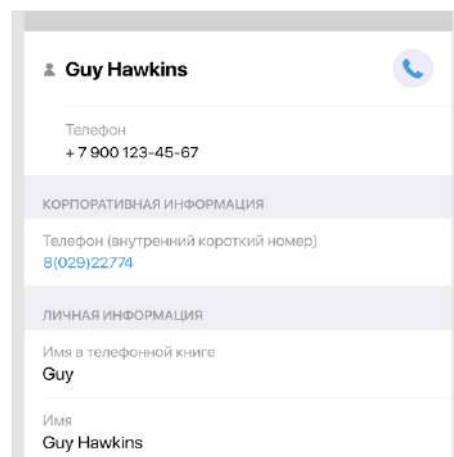 Guy Hawkins
Телефон
+ 7 900 123-45-67
КОРПОРАТИВНАЯ ИНФОРМАЦИЯ
Телефон (внутренний короткий номер)
8(029)22774
ЛИЧНАЯ ИНФОРМАЦИЯ
Имя в телефонной книге
Guy
Имя
Guy Hawkins